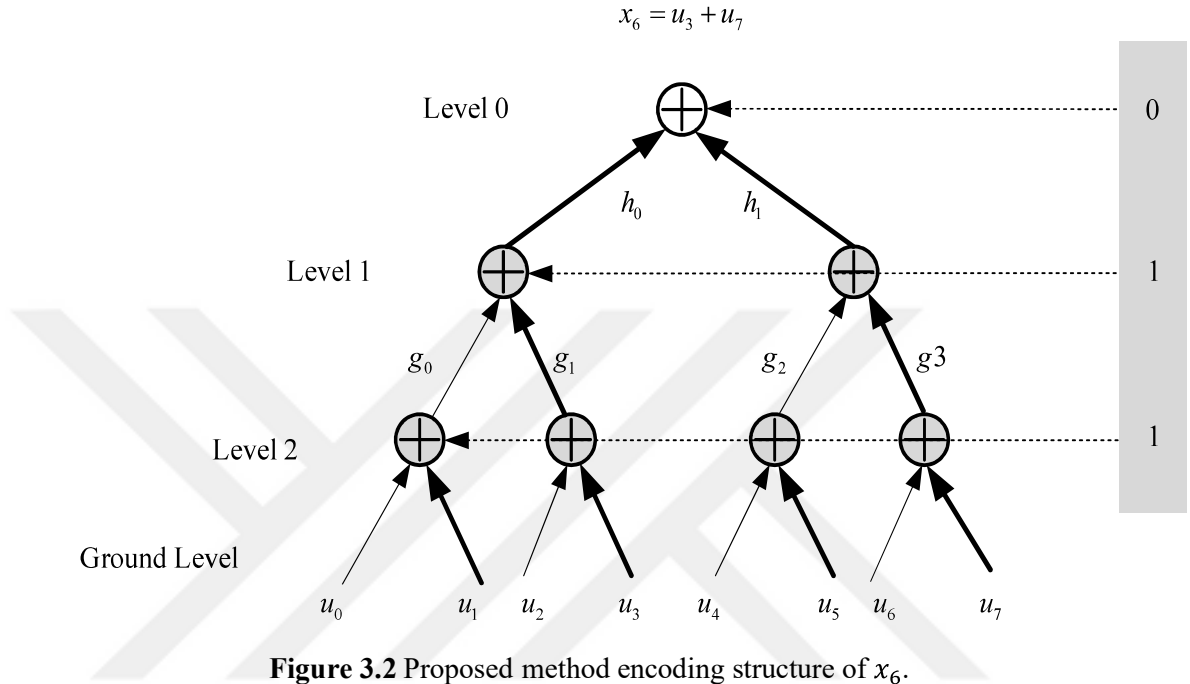 x₆ = u₃ + u₇
Level 0
0
h₀
h₁
Level 1
1
g₀
g₁
g₂
g3
Level 2
1
Ground Level
u₀
u₁
u₂
u₃
u₄
u₅
u₆
u₇
Figure 3.2 Proposed method encoding structure of x₆.